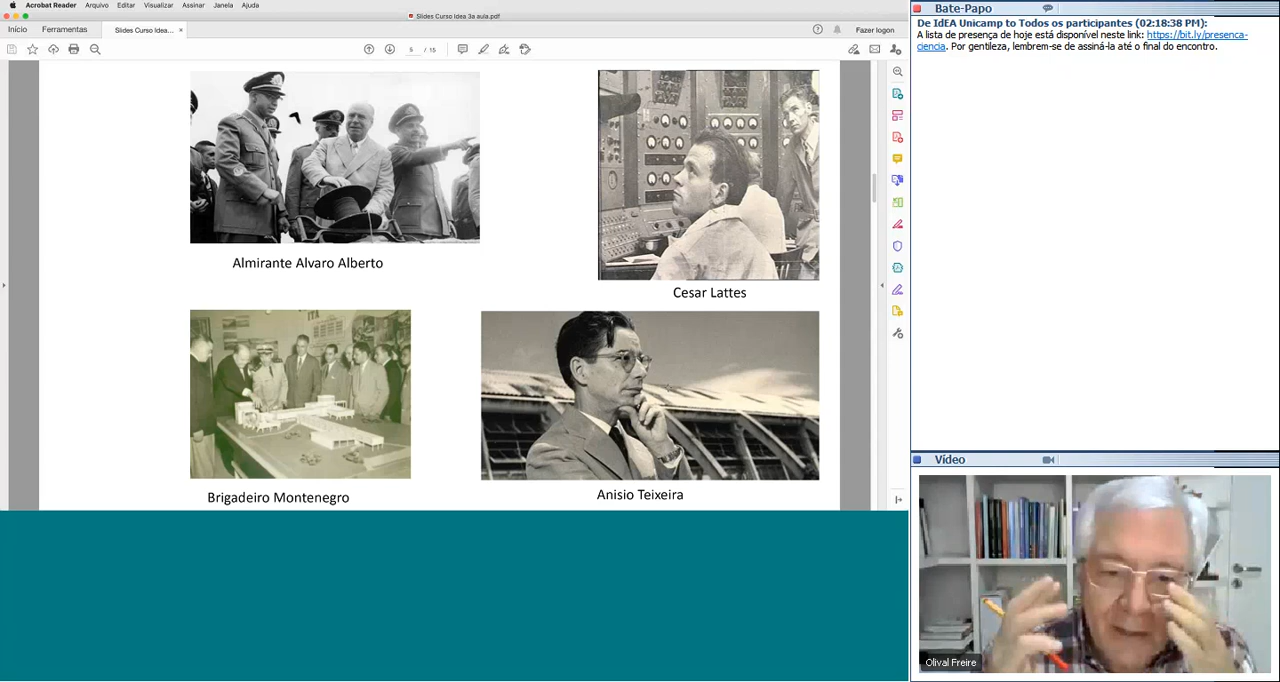 Acrobat Reader Arquivo Editar Visualizar Assinar Janela Ajuda
Slides Curso Idea 3a aula.pdf
Início Ferramentas Slides Curso Idea... × Fazer logon
5 / 15
Almirante Alvaro Alberto
Cesar Lattes
ITA
Brigadeiro Montenegro
Anisio Teixeira
Bate-Papo
De IdEA Unicamp to Todos os participantes (02:18:38 PM):
A lista de presença de hoje está disponível neste link: https://bit.ly/presenca-
ciencia. Por gentileza, lembrem-se de assiná-la até o final do encontro.
Vídeo
Olival Freire